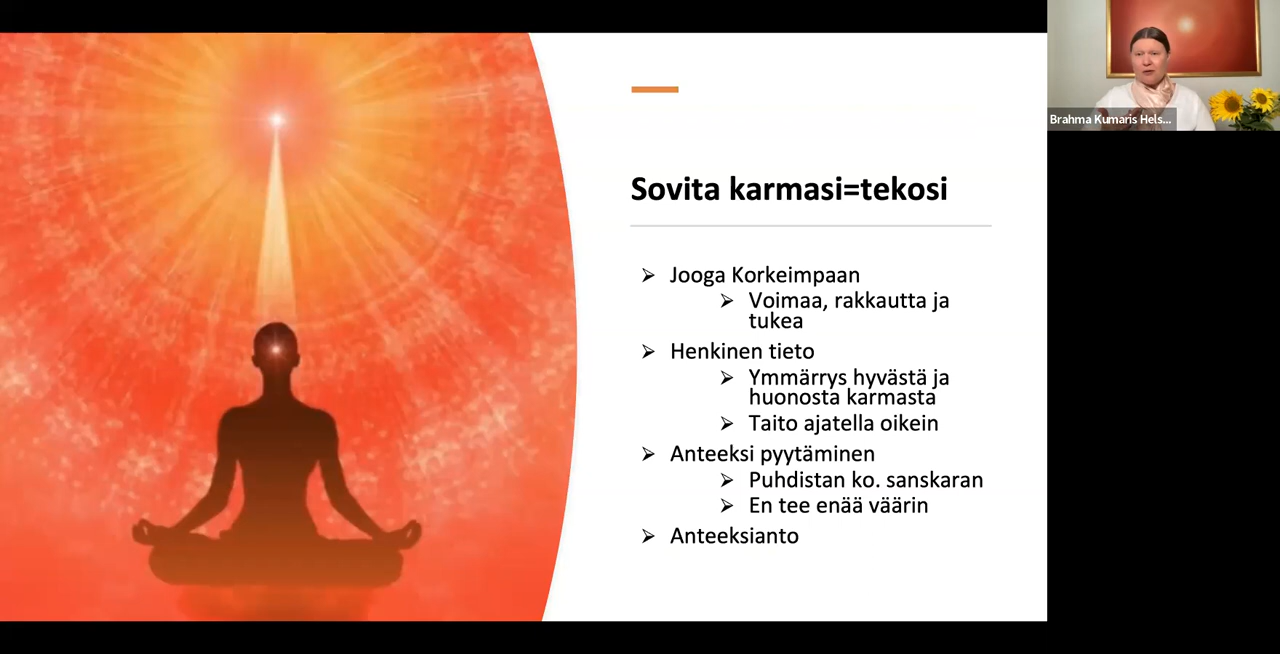 Sovita karmasi=tekosi
➢ Jooga Korkeimpaan
➢ Voimaa, rakkautta ja
tukea
➢ Henkinen tieto
➢ Ymmärrys hyvästä ja
huonosta karmasta
➢ Taito ajatella oikein
➢ Anteeksi pyytäminen
➢ Puhdistan ko. sanskaran
➢ En tee enää väärin
➢ Anteeksianto
Brahma Kumaris Hels...